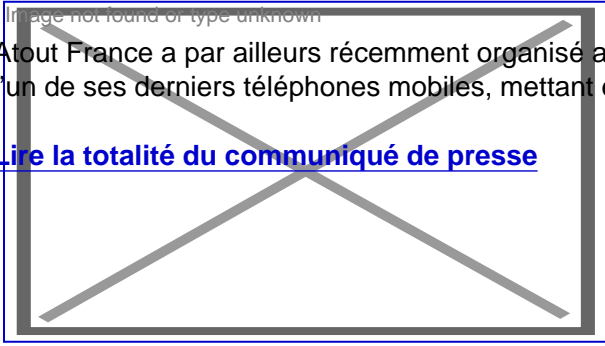 Image not found or type unknown
Atout France a par ailleurs récemment organisé a
un de ses derniers téléphones mobiles, mettant
Lire la totalité du communiqué de presse